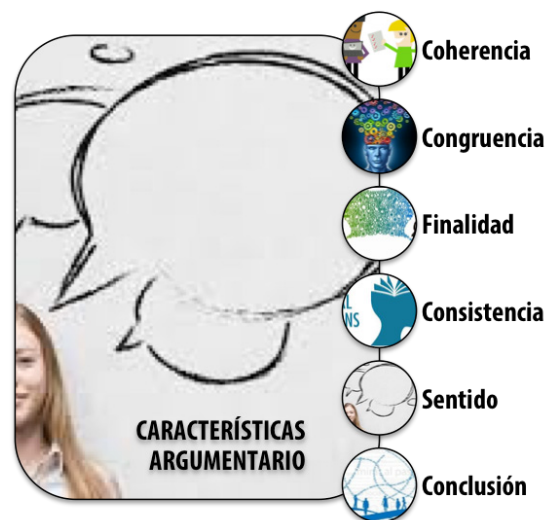 Coherencia
Congruencia
Finalidad
Consistencia
Sentido
CARACTERÍSTICAS
ARGUMENTARIO
Conclusión